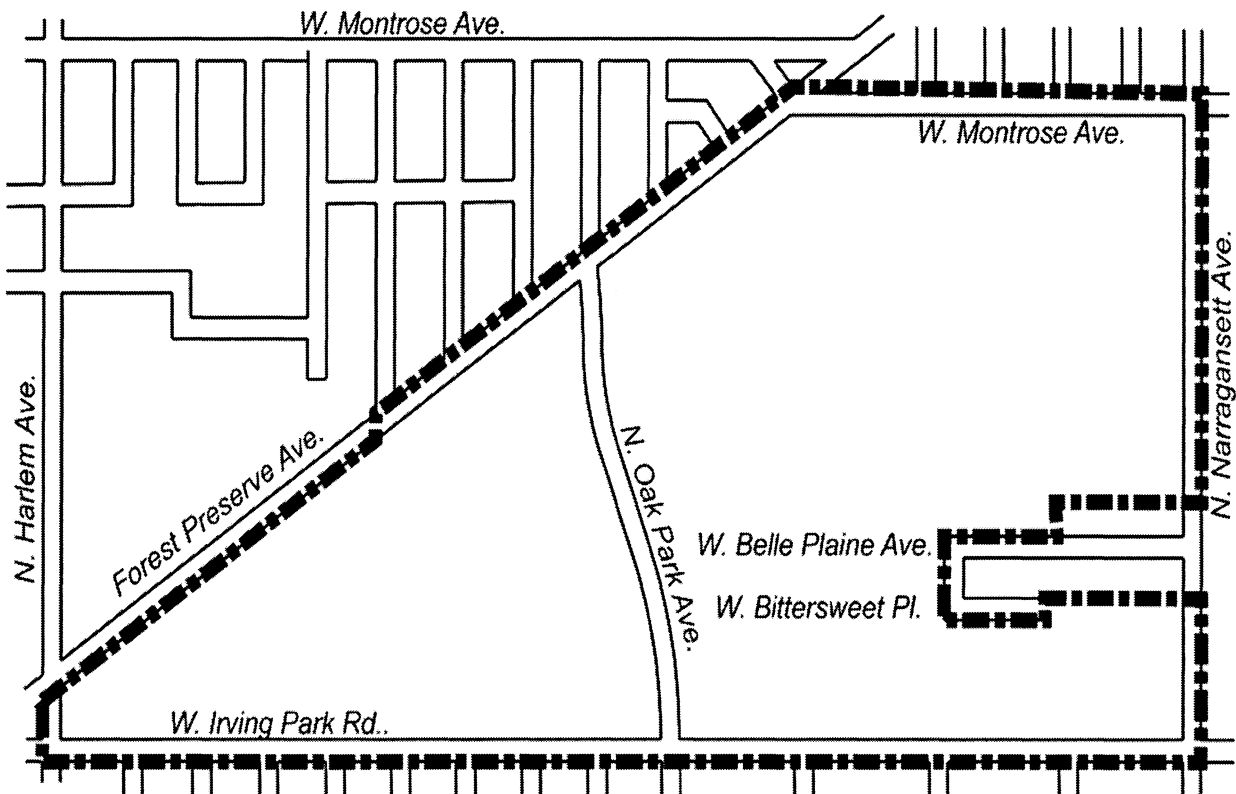 W. Montrose Ave.
W. Montrose Ave.
N. Narragansett Ave.
N. Harlem Ave.
Forest Preserve Ave.
N. Oak Park Ave.
W. Belle Plaine Ave.
W. Bittersweet Pl.
W. Irving Park Rd..